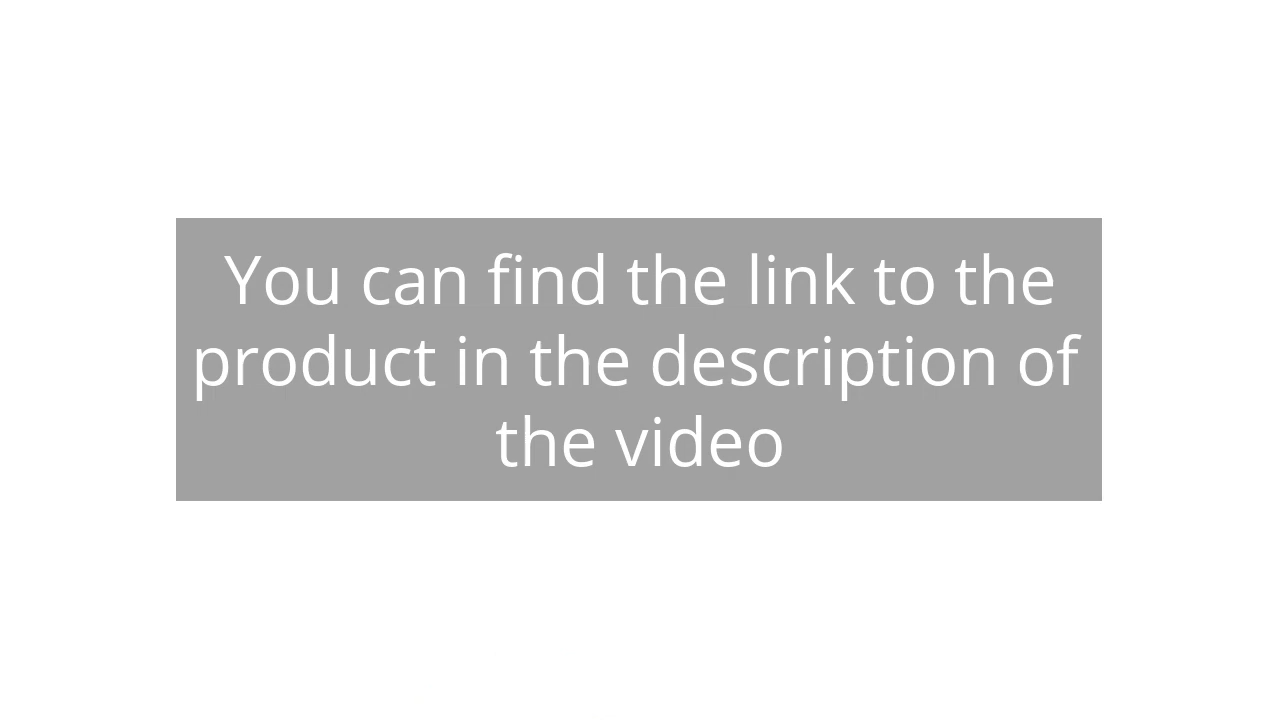 You can find the link to the
product in the description of
the video